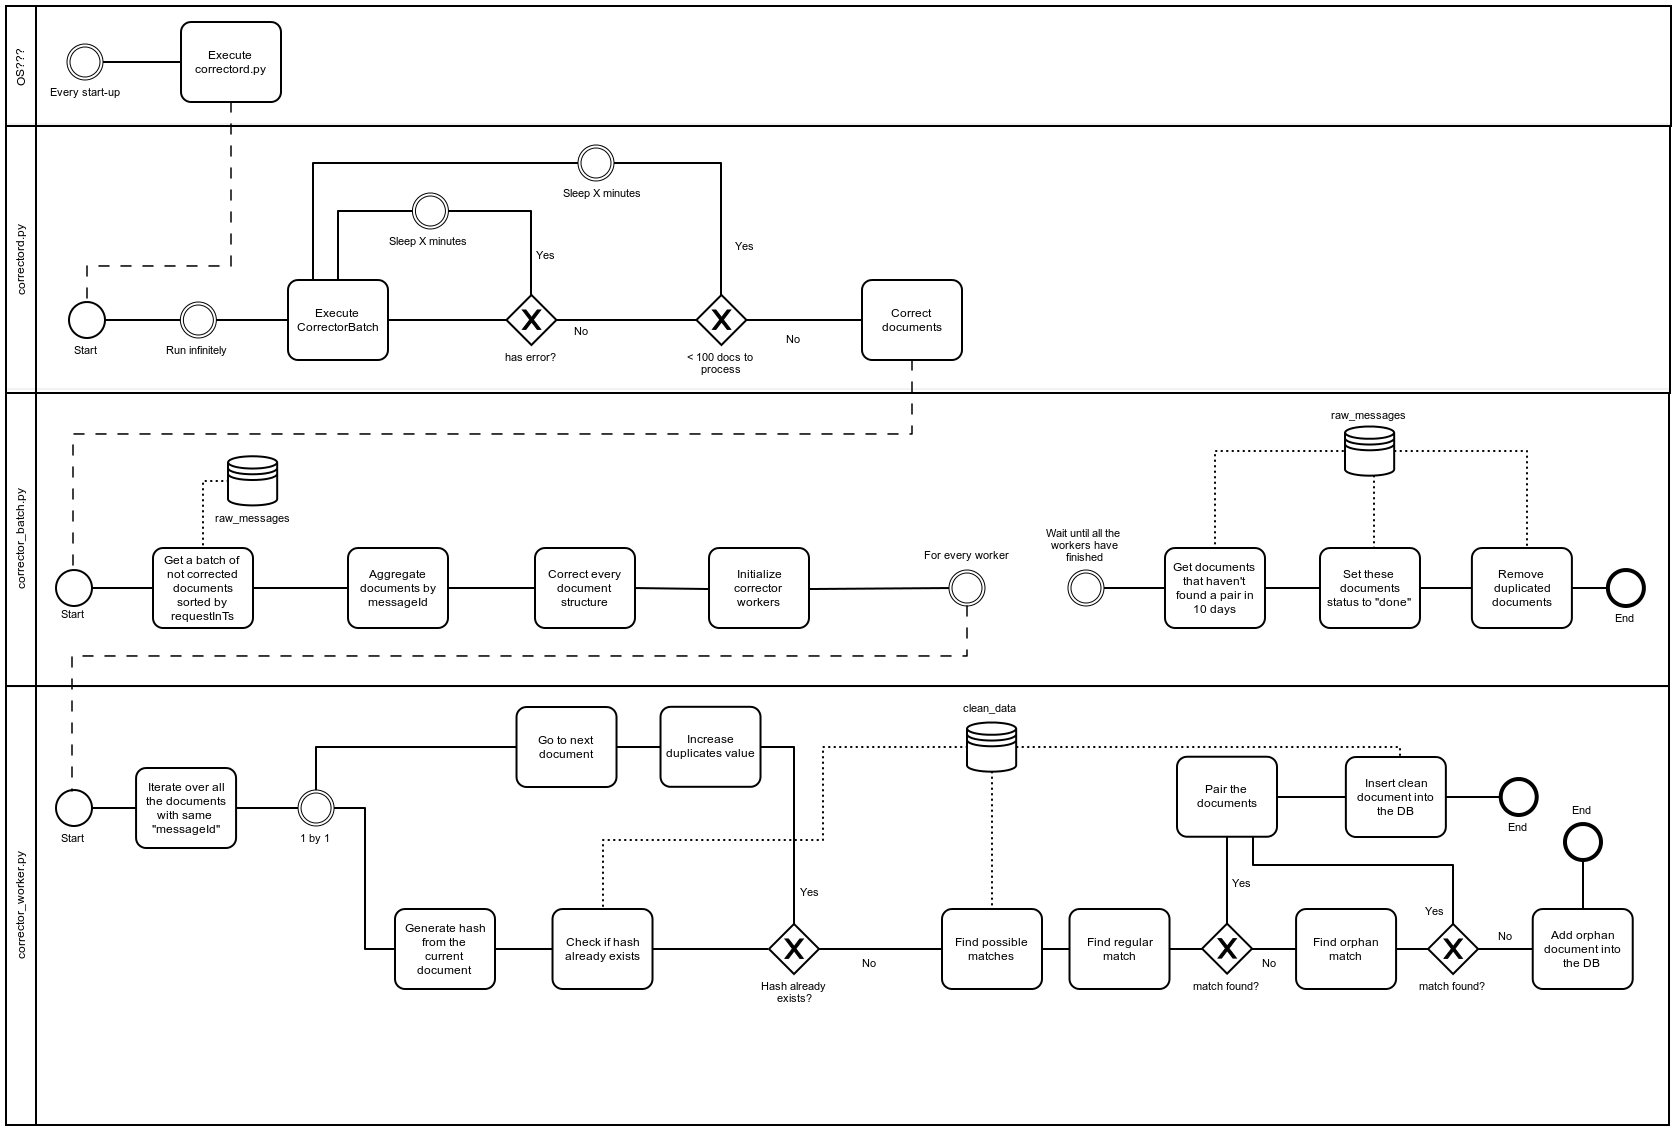 OS???
Every start-up
Execute
correctord.py
correctord.py
Start
Run infinitely
Execute
CorrectorBatch
Sleep X minutes
Sleep X minutes
Yes
Yes
has error?
No
< 100 docs to
process
No
Correct
documents
corrector_batch.py
raw_messages
Start
Get a batch of
not corrected
documents
sorted by
requestInTs
Aggregate
documents by
messageId
Correct every
document
structure
Initialize
corrector
workers
For every worker
Wait until all the
workers have
finished
raw_messages
Get documents
that haven't
found a pair in
10 days
Set these
documents
status to "done"
Remove
duplicated
documents
End
corrector_worker.py
Start
Iterate over all
the documents
with same
"messageId"
1 by 1
Go to next
document
Increase
duplicates value
Generate hash
from the
current
document
Check if hash
already exists
Yes
Hash already
exists?
No
clean_data
Find possible
matches
Find regular
match
Yes
match found?
No
Pair the
documents
Insert clean
document into
the DB
End
Find orphan
match
Yes
match found?
No
Add orphan
document into
the DB
End